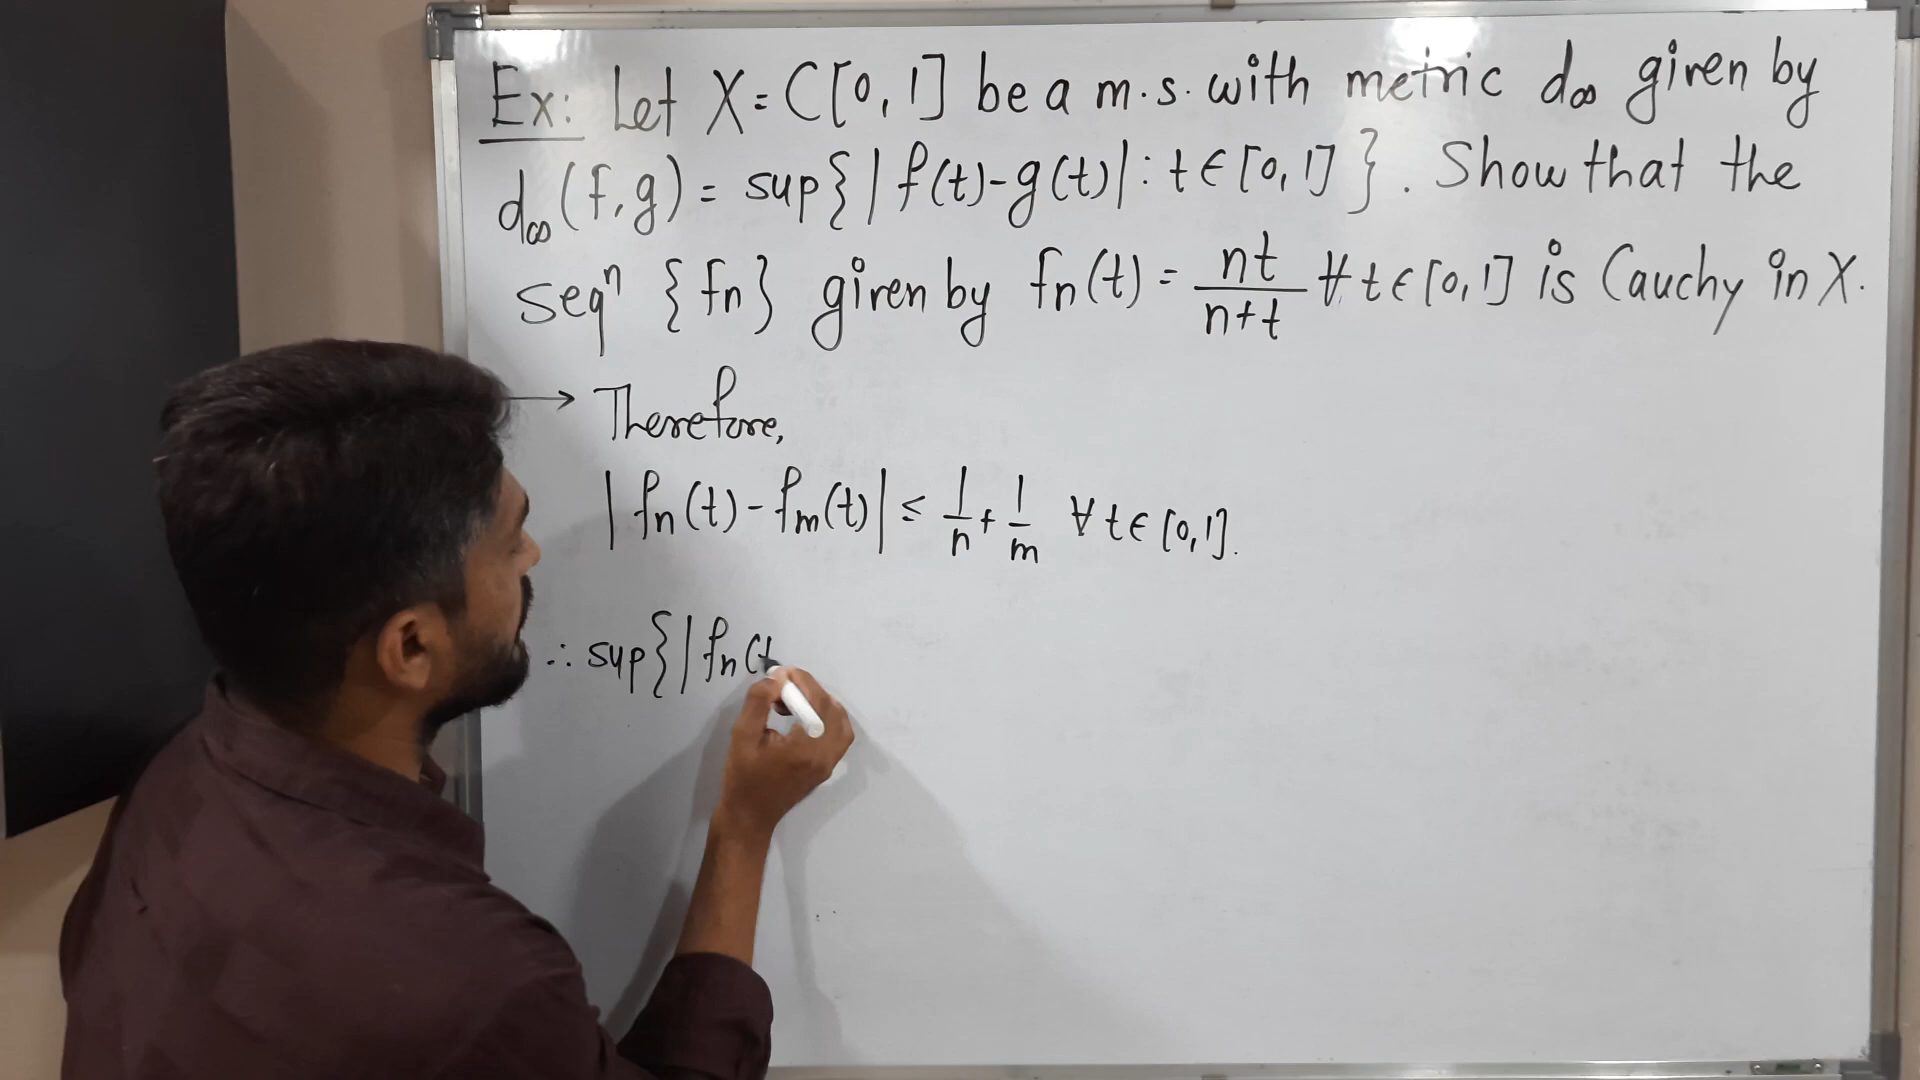 Ex: Let X = C[0, 1] be a m.s. with metric d∞ given by
d∞(f,g) = sup{|f(t)-g(t)| : t∈[0,1]}. Show that the
seqⁿ {fn} given by fn(t) = nt/(n+t) ∀ t∈[0,1] is Cauchy in X.
→ Therefore,
|fn(t) - fm(t)| ≤ 1/n + 1/m ∀ t∈[0,1].
∴ sup{|fn(t